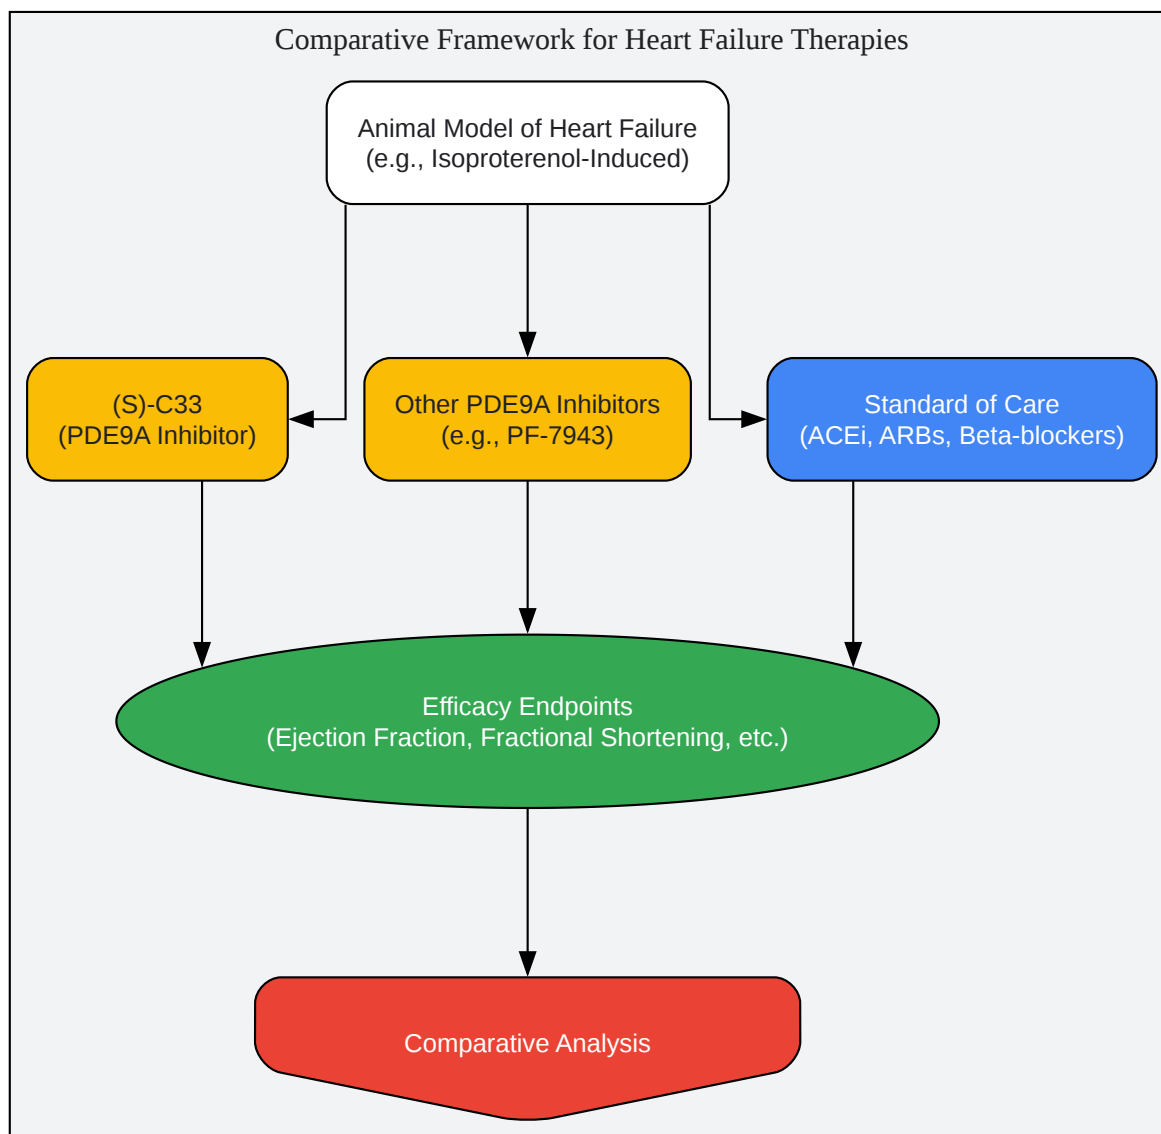 Comparative Framework for Heart Failure Therapies
Animal Model of Heart Failure
(e.g., Isoproterenol-Induced)
(S)-C33
(PDE9A Inhibitor)
Other PDE9A Inhibitors
(e.g., PF-7943)
Standard of Care
(ACEi, ARBs, Beta-blockers)
Efficacy Endpoints
(Ejection Fraction, Fractional Shortening, etc.)
Comparative Analysis